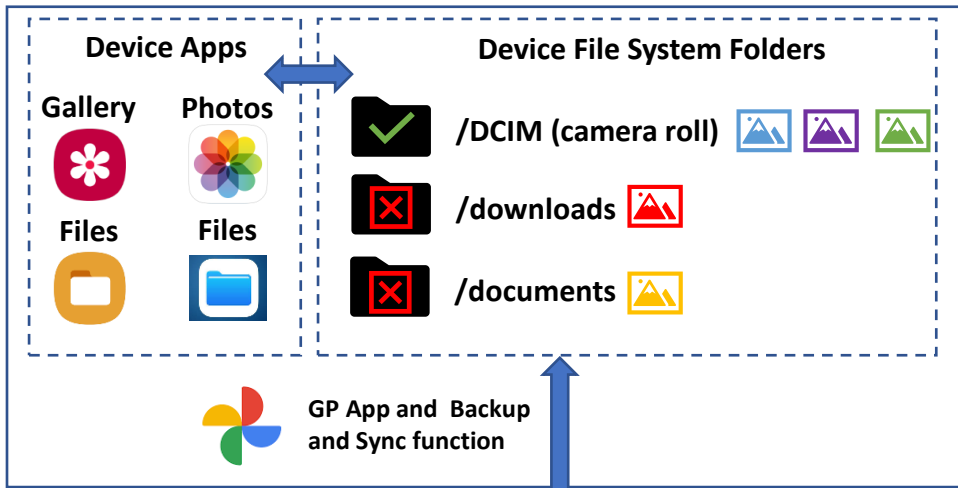 Device Apps
Device File System Folders
Gallery
Photos
Files
Files
/DCIM (camera roll)
/downloads
/documents
GP App and Backup
and Sync function